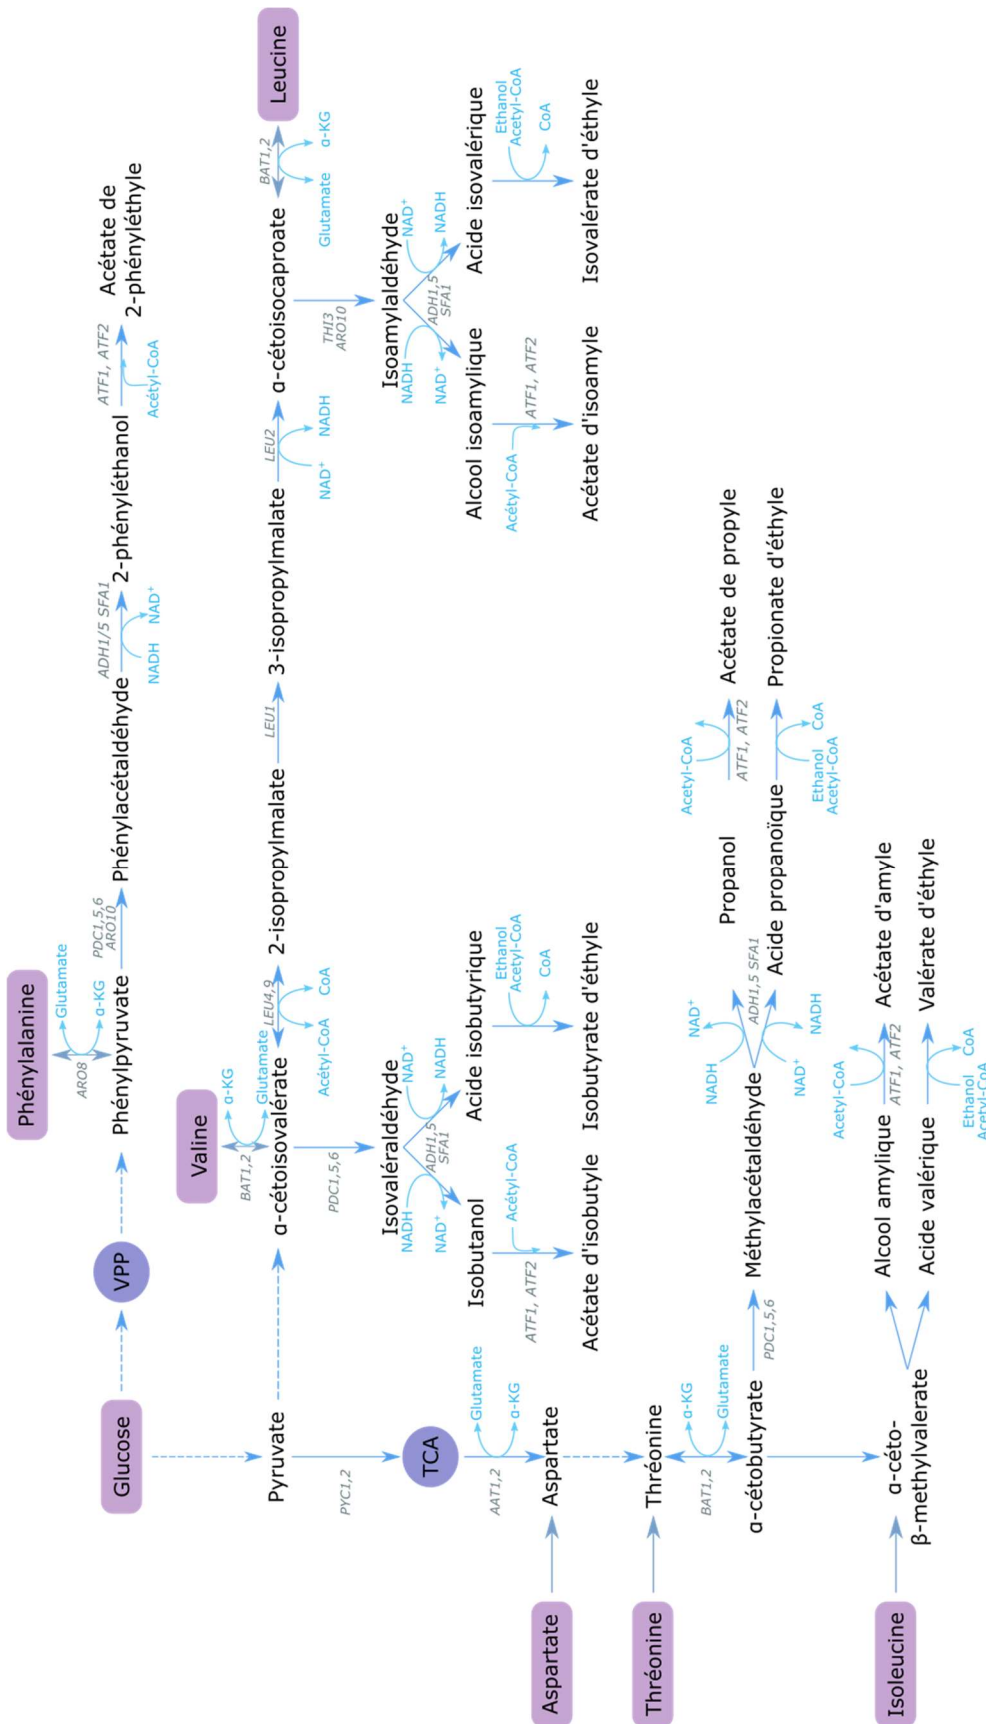 Phénylalanine
Glutamate
ARO8
α-KG
Glucose
VPP
Phénylpyruvate
PDC1,5,6
ARO10
Phénylacétaldéhyde
ADH1/5 SFA1
NADH
NAD⁺
2-phényléthanol
ATF1, ATF2
Acétyl-CoA
Acétate de
2-phényléthyle
Valine
BAT1,2
α-KG
Glutamate
Pyruvate
α-cétoisovalérate
LEU4,9
Acétyl-CoA
CoA
2-isopropylmalate
LEU1
3-isopropylmalate
LEU2
NAD⁺
NADH
α-cétoisocaproate
BAT1,2
Glutamate
α-KG
Leucine
PYC1,2
PDC1,5,6
THI3
ARO10
TCA
Isovaléraldéhyde
NADH
NAD⁺
ADH1,5
SFA1
NAD⁺
NADH
Isoamylaldéhyde
NADH
NAD⁺
ADH1,5
SFA1
NAD⁺
NADH
AAT1,2
Glutamate
α-KG
Isobutanol
Acide isobutyrique
Alcool isoamylique
Acide isovalérique
ATF1, ATF2
Acétyl-CoA
Ethanol
Acetyl-CoA
CoA
Acétyl-CoA
ATF1, ATF2
Ethanol
Acetyl-CoA
CoA
Aspartate
Aspartate
Acétate d'isobutyle
Isobutyrate d'éthyle
Acétate d'isoamyle
Isovalérate d'éthyle
Thréonine
Thréonine
BAT1,2
α-KG
Glutamate
α-cétobutyrate
PDC1,5,6
Méthylacétaldéhyde
NADH
NAD⁺
ADH1,5 SFA1
NAD⁺
NADH
Propanol
Acetyl-CoA
ATF1, ATF2
Acétate de propyle
Acide propanoïque
Ethanol
Acetyl-CoA
CoA
Propionate d'éthyle
Isoleucine
α-céto-
β-methylvalerate
Alcool amylique
Acetyl-CoA
ATF1, ATF2
Acétate d'amyle
Acide valérique
Ethanol
Acetyl-CoA
CoA
Valérate d'éthyle